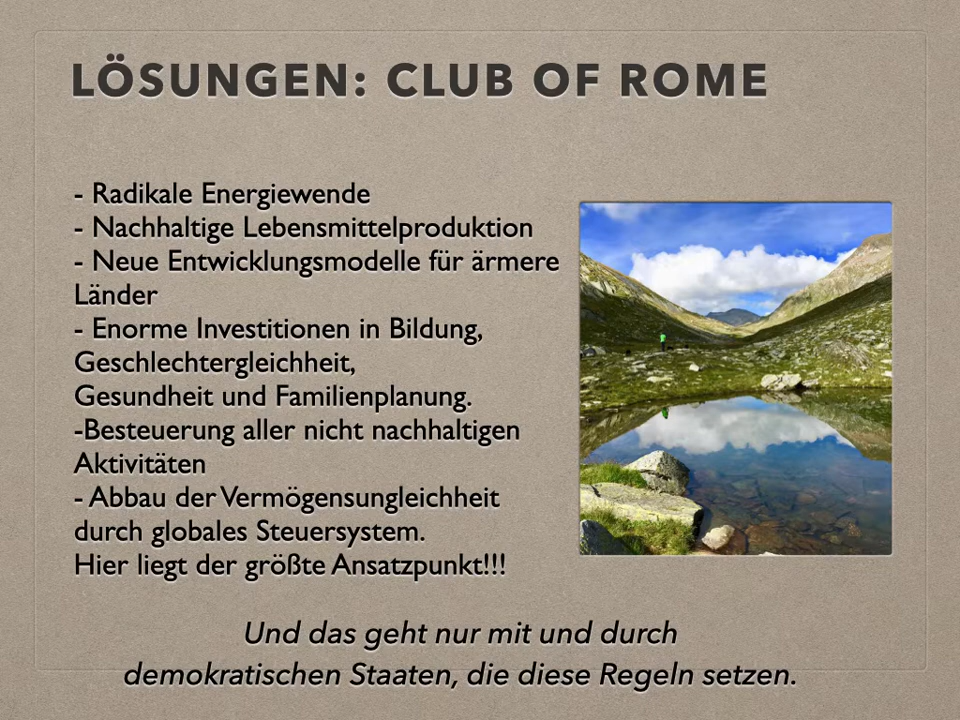 LÖSUNGEN: CLUB OF ROME
- Radikale Energiewende
- Nachhaltige Lebensmittelproduktion
- Neue Entwicklungsmodelle für ärmere
Länder
- Enorme Investitionen in Bildung,
Geschlechtergleichheit,
Gesundheit und Familienplanung.
-Besteuerung aller nicht nachhaltigen
Aktivitäten
- Abbau der Vermögensungleichheit
durch globales Steuersystem.
Hier liegt der größte Ansatzpunkt!!!
Und das geht nur mit und durch
demokratischen Staaten, die diese Regeln setzen.